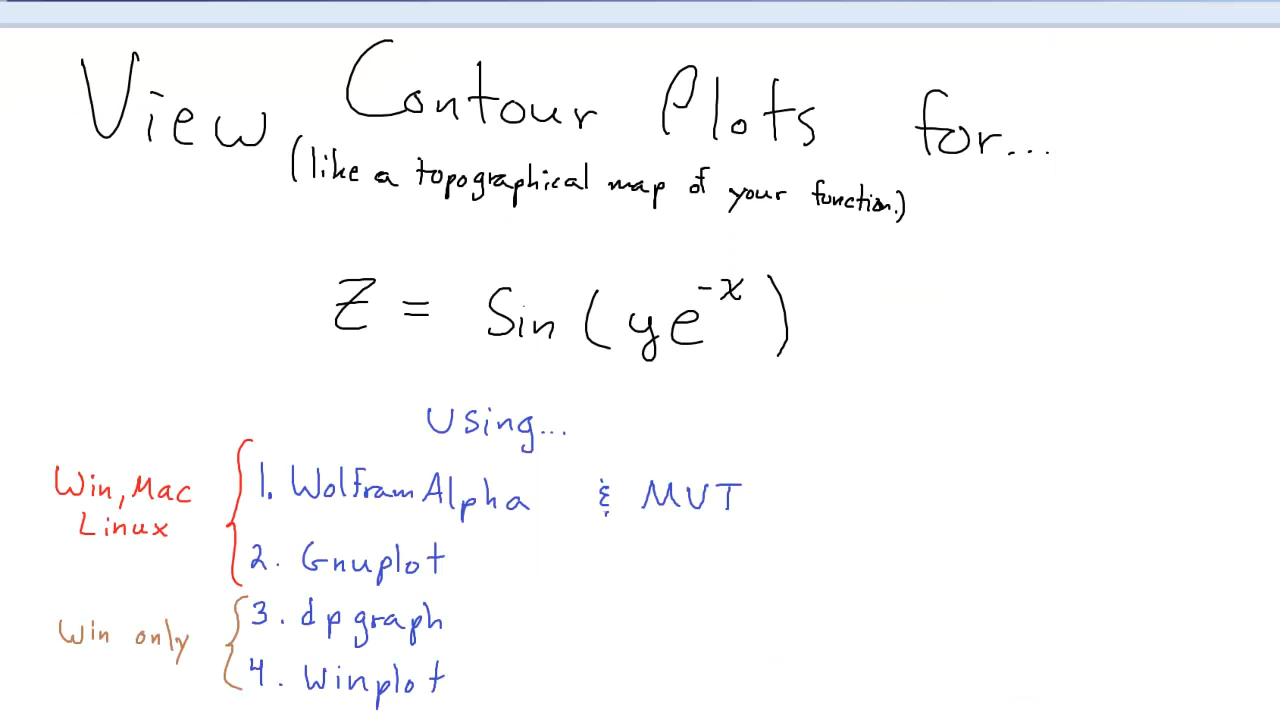 View Contour Plots for...
(like a topographical map of your function.)
Z = Sin(ye^-x)
Using...
Win, Mac
Linux
1. WolframAlpha & MVT
2. Gnuplot
Win only
3. dpgraph
4. Winplot